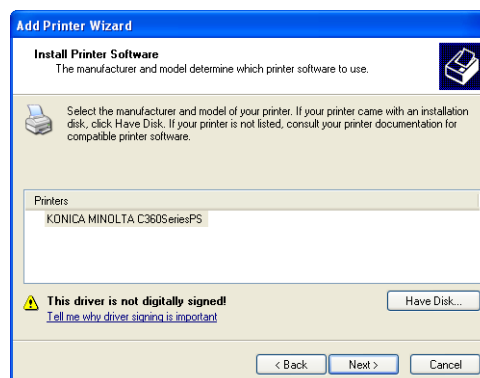 Add Printer Wizard
Install Printer Software
The manufacturer and model determine which printer software to use.
Select the manufacturer and model of your printer. If your printer came with an installation
disk, click Have Disk. If your printer is not listed, consult your printer documentation for
compatible printer software.
Printers
KONICA MINOLTA C360SeriesPS
This driver is not digitally signed!
Have Disk...
Tell me why driver signing is important
< Back
Next >
Cancel